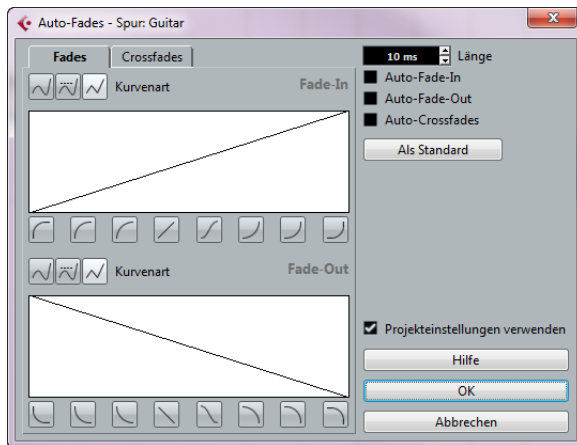 Auto-Fades - Spur: Guitar
Fades
Crossfades
Kurvenart
Fade-In
Kurvenart
Fade-Out
10 ms
Länge
Auto-Fade-In
Auto-Fade-Out
Auto-Crossfades
Als Standard
Projekteinstellungen verwenden
Hilfe
OK
Abbrechen